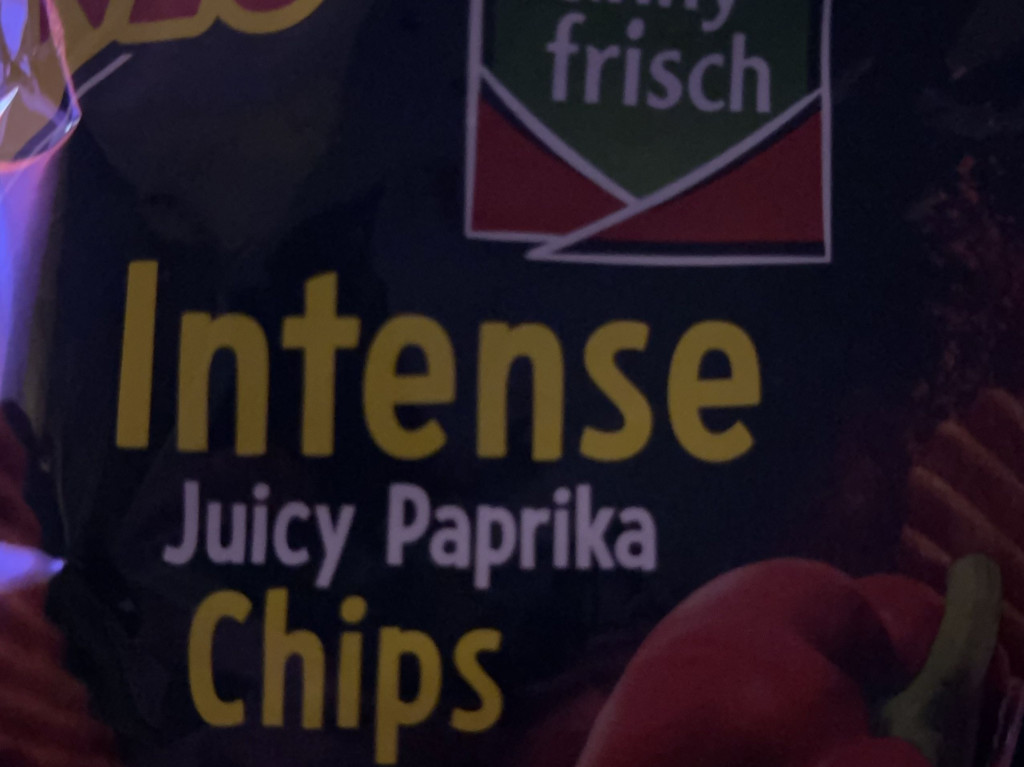 frisch
Intense
Juicy Paprika
Chips